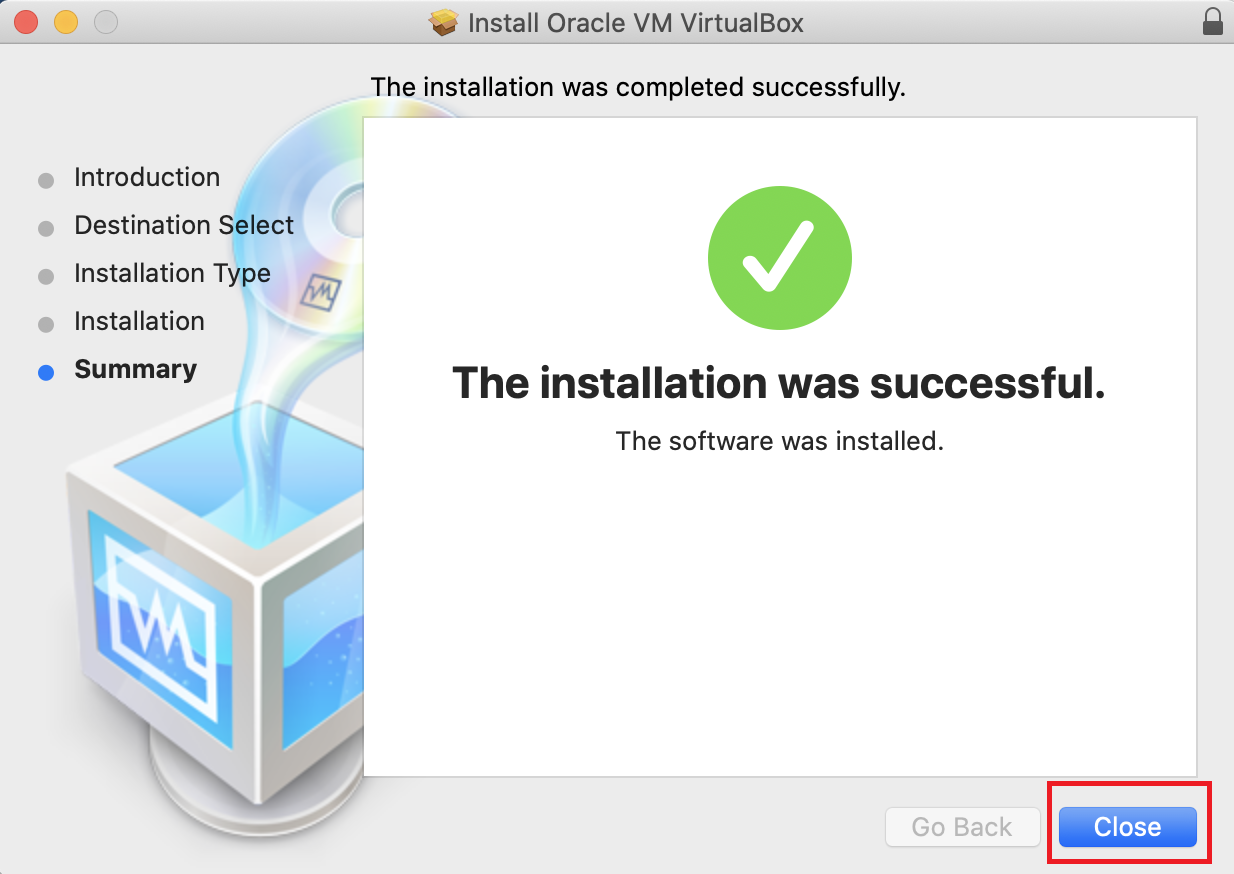 Install Oracle VM VirtualBox
The installation was completed successfully.
Introduction
Destination Select
Installation Type
Installation
Summary
The installation was successful.
The software was installed.
Go Back
Close